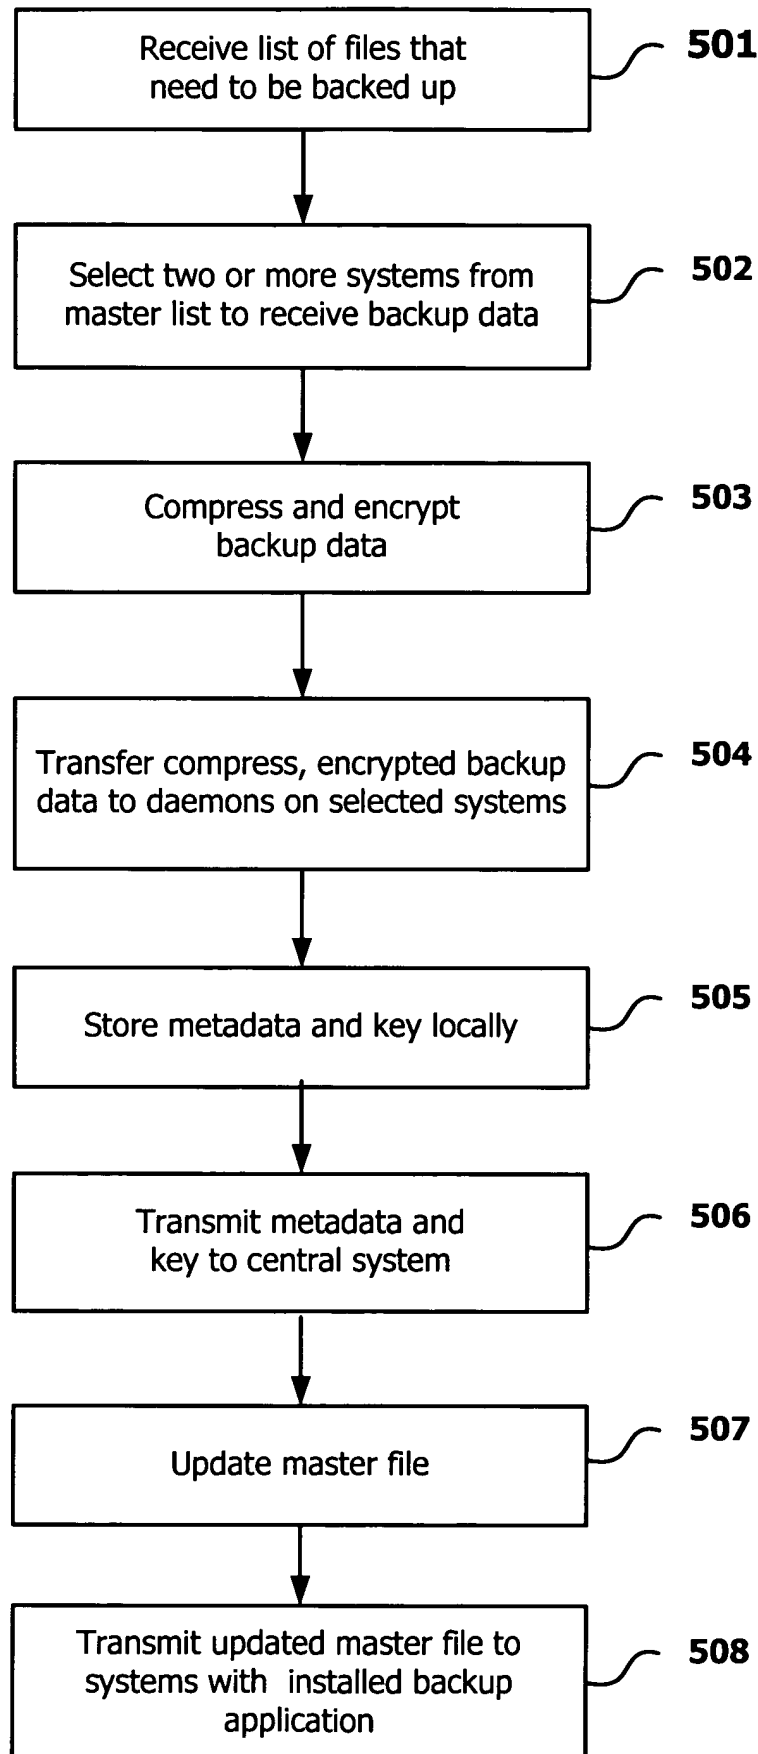 Receive list of files that
need to be backed up
501
Select two or more systems from
master list to receive backup data
502
Compress and encrypt
backup data
503
Transfer compress, encrypted backup
data to daemons on selected systems
504
Store metadata and key locally
505
Transmit metadata and
key to central system
506
Update master file
507
Transmit updated master file to
systems with installed backup
application
508